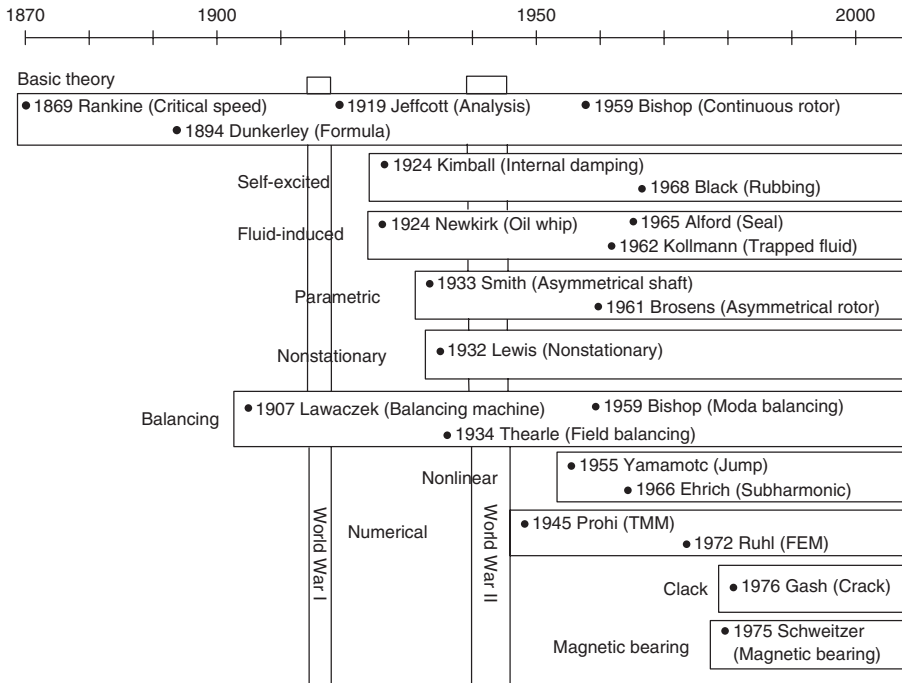 1870 1900 1950 2000
Basic theory
1869 Rankine (Critical speed) 1919 Jeffcott (Analysis) 1959 Bishop (Continuous rotor)
1894 Dunkerley (Formula)
1924 Kimball (Internal damping)
Self-excited
1968 Black (Rubbing)
1924 Newkirk (Oil whip) 1965 Alford (Seal)
Fluid-induced
1962 Kollmann (Trapped fluid)
1933 Smith (Asymmetrical shaft)
Parametric
1961 Brosens (Asymmetrical rotor)
Nonstationary 1932 Lewis (Nonstationary)
1907 Lawaczek (Balancing machine) 1959 Bishop (Moda balancing)
Balancing
1934 Thearle (Field balancing)
1955 Yamamotc (Jump)
Nonlinear
1966 Ehrich (Subharmonic)
World War I
Numerical
World War II
1945 Prohi (TMM)
1972 Ruhl (FEM)
Clack 1976 Gash (Crack)
Magnetic bearing
1975 Schweitzer
(Magnetic bearing)